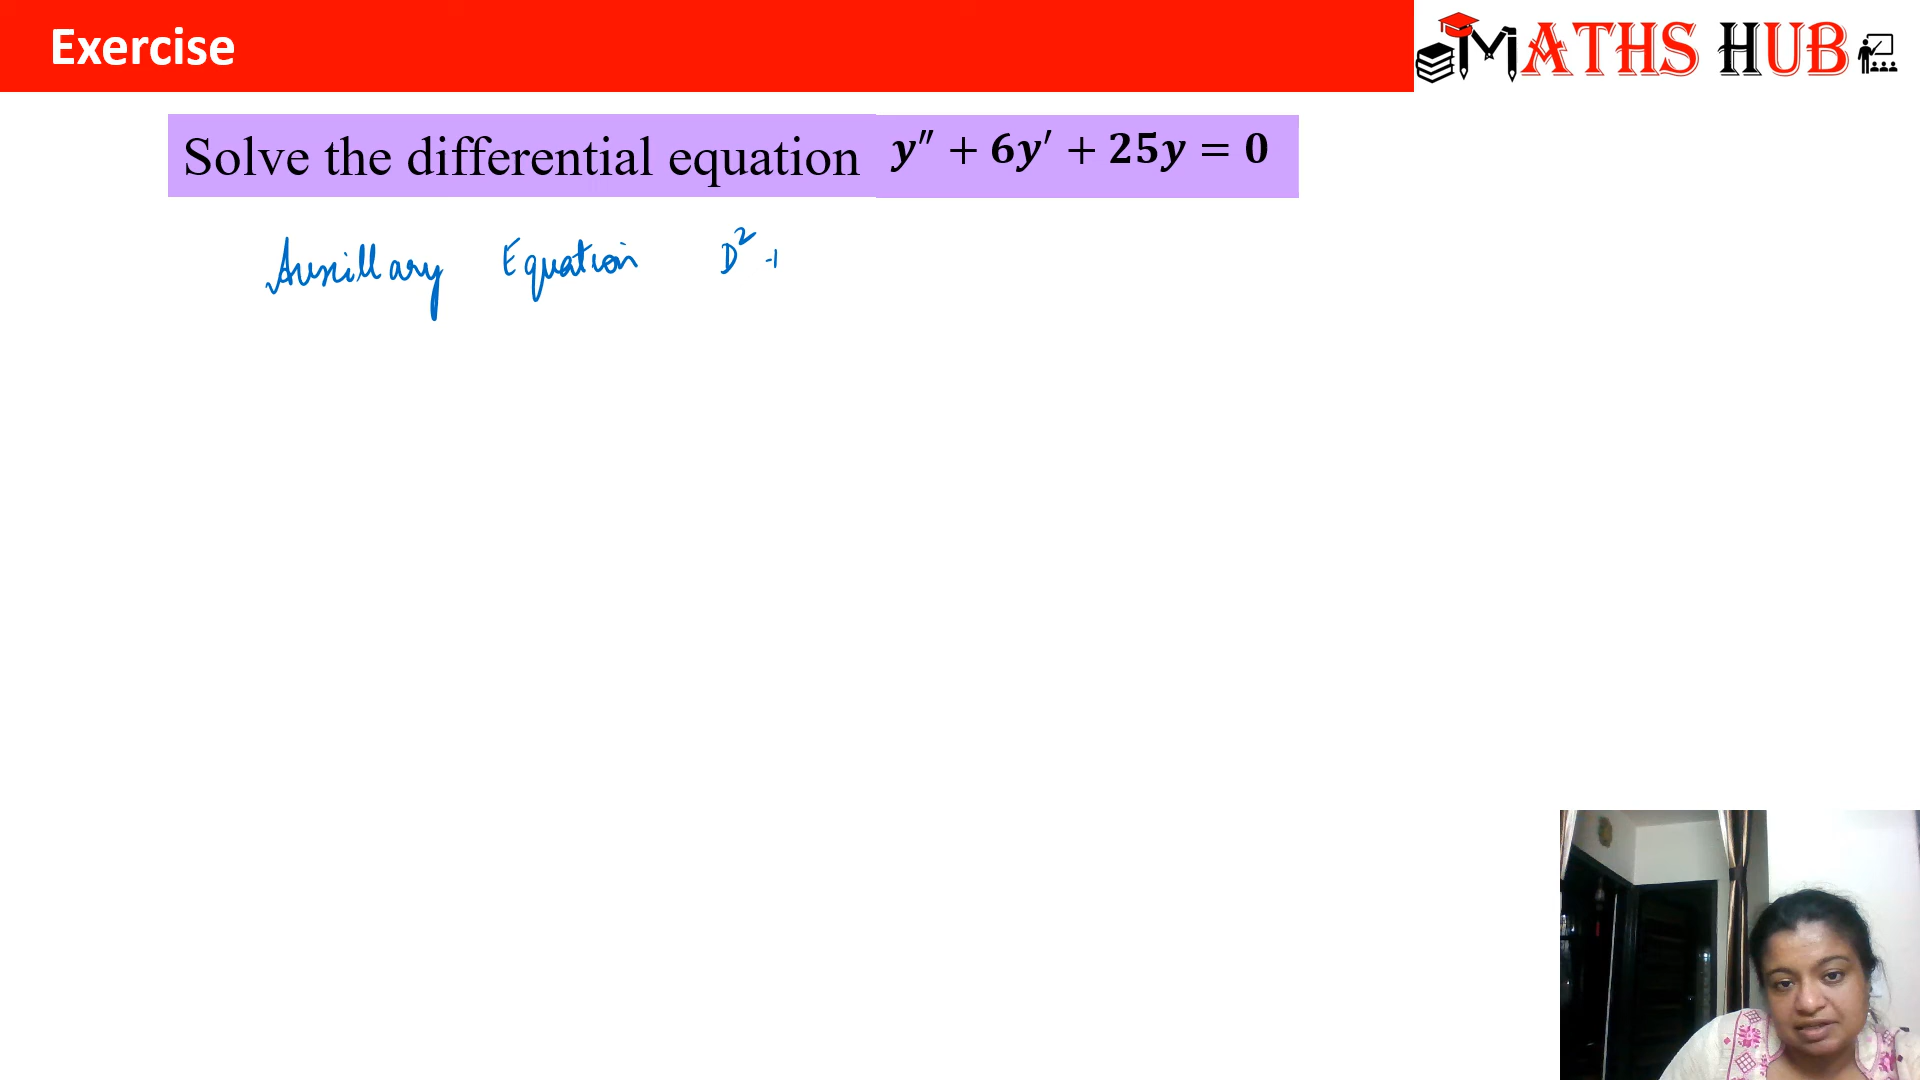 Exercise
MATHS HUB
Solve the differential equation y'' + 6y' + 25y = 0
Auxillary Equation D² +